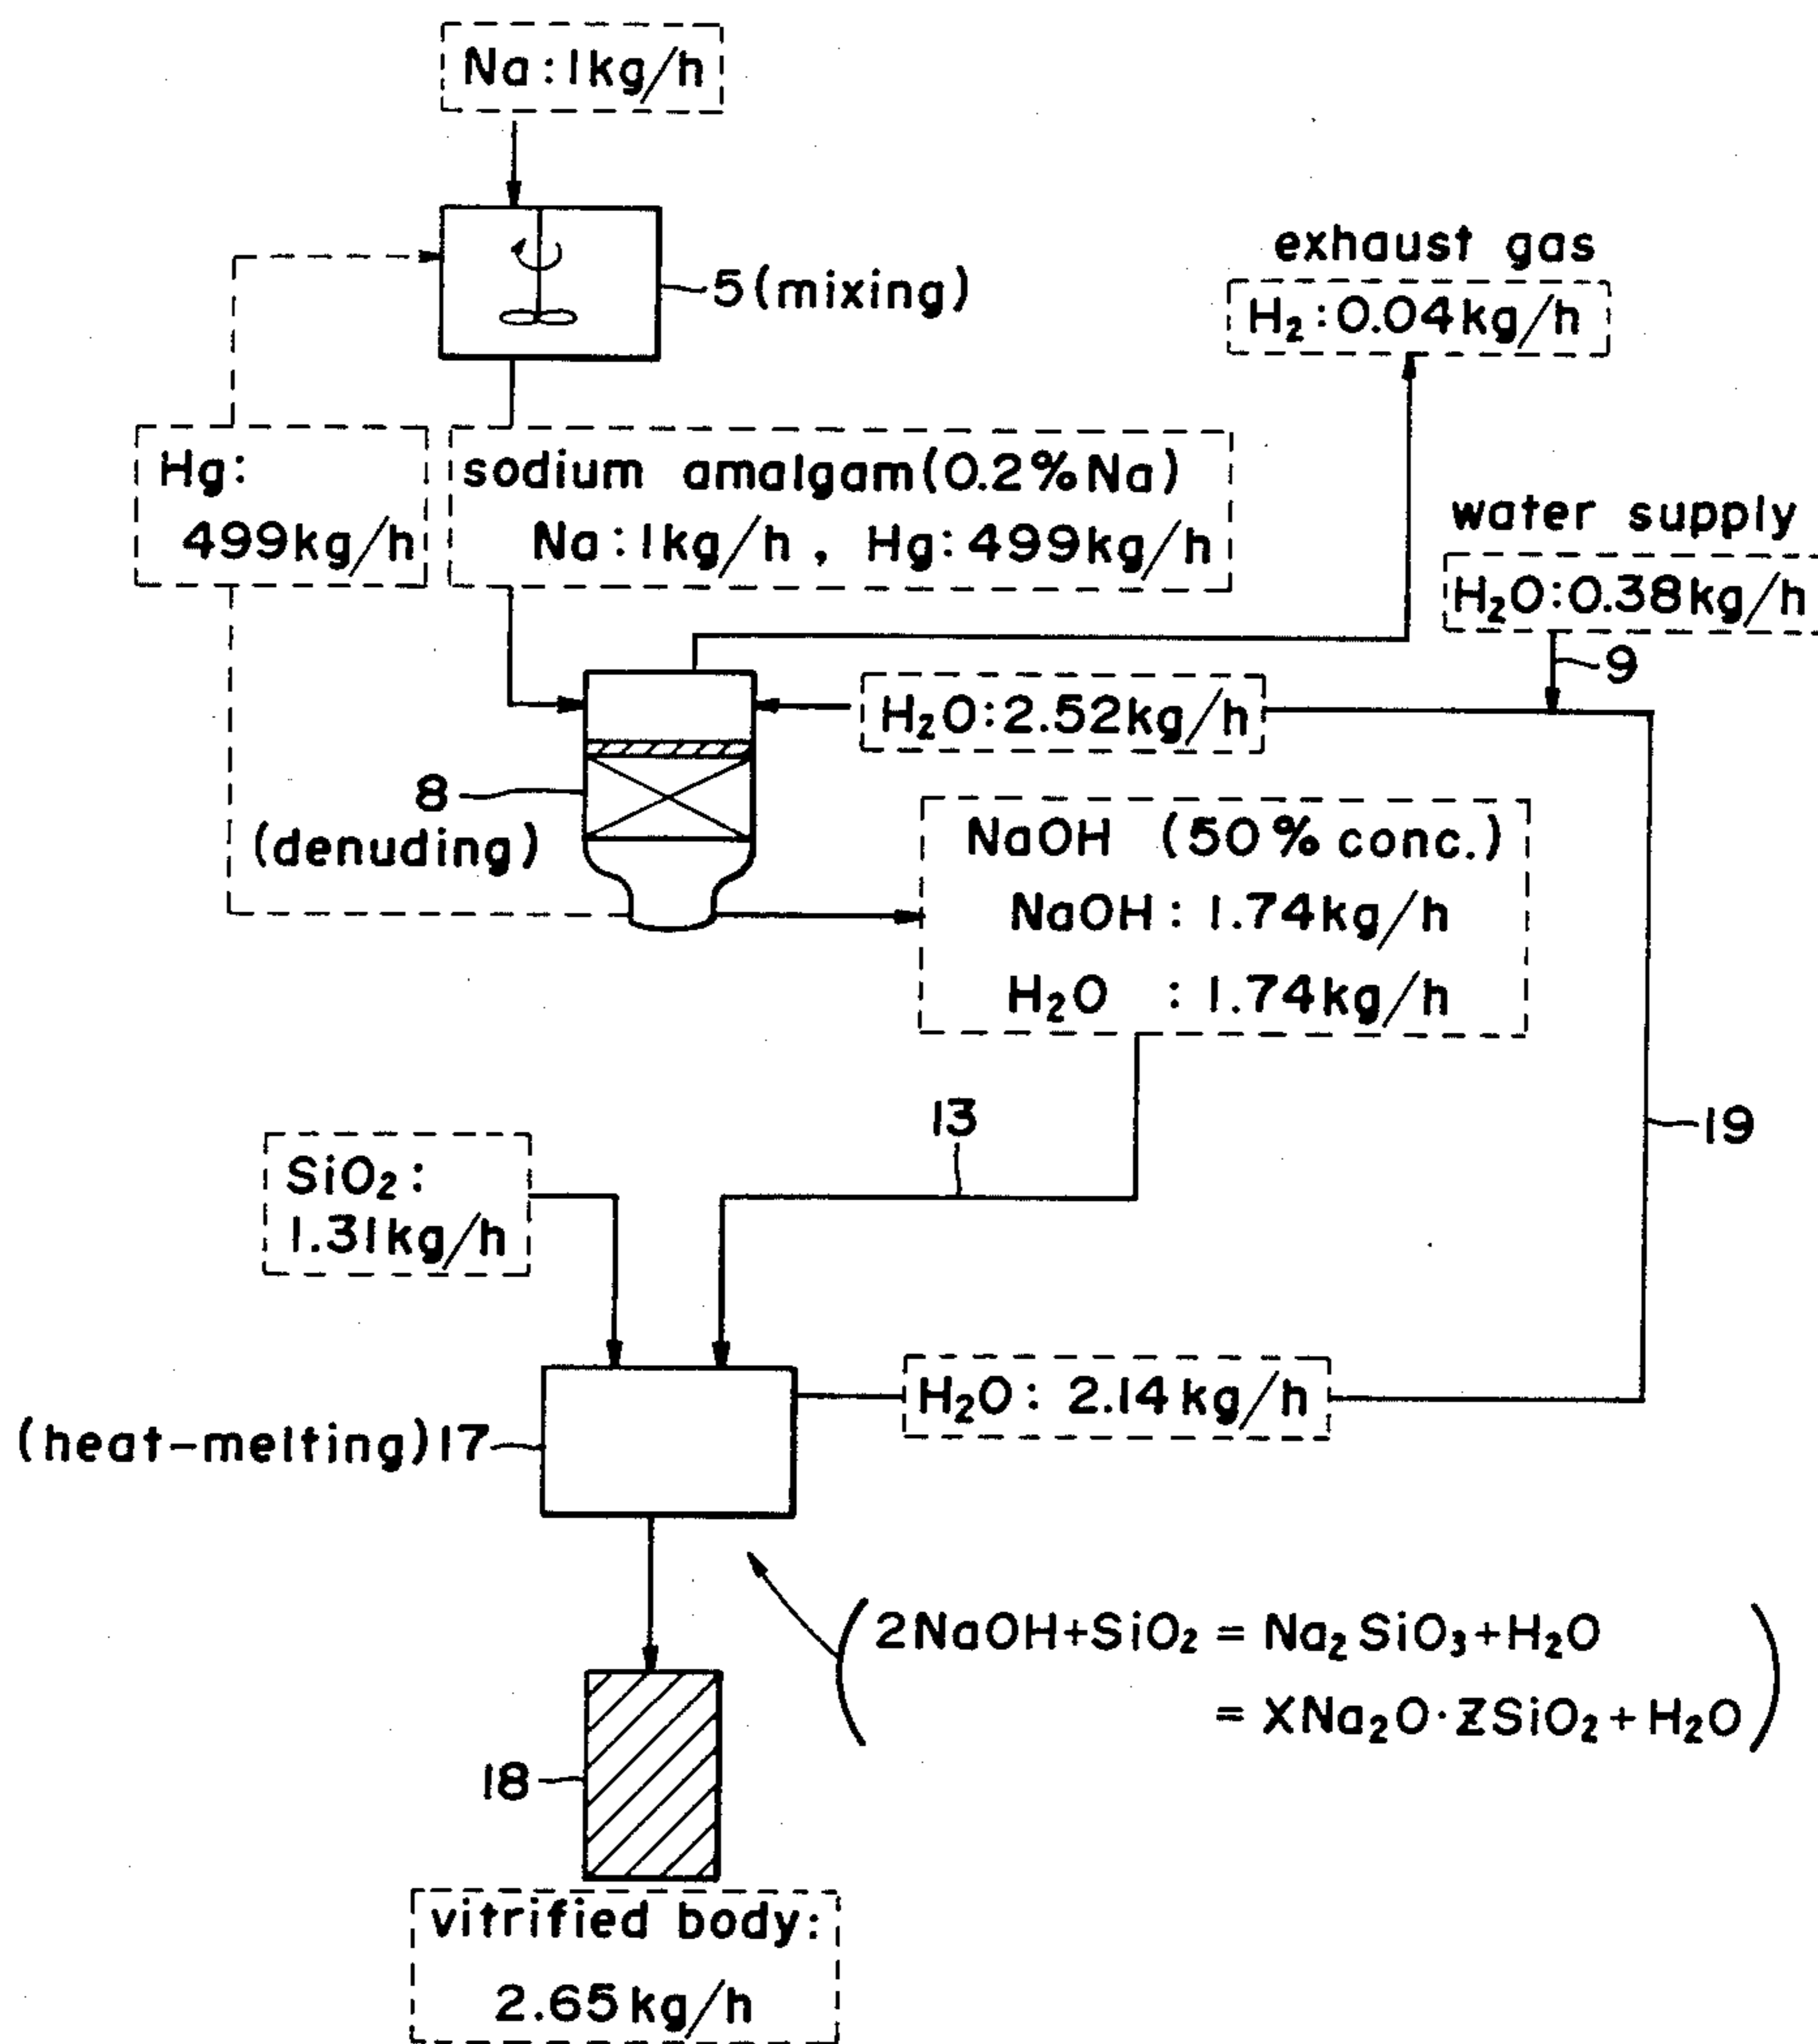 Na:1kg/h
5(mixing)
exhaust gas
H₂:0.04kg/h
Hg:
499kg/h
sodium amalgam(0.2%Na)
Na:1kg/h, Hg:499kg/h
water supply
H₂O:0.38kg/h
9
H₂O:2.52kg/h
8
(denuding)
NaOH (50% conc.)
NaOH:1.74kg/h
H₂O :1.74kg/h
13
19
SiO₂:
1.31kg/h
H₂O: 2.14kg/h
(heat-melting)17
2NaOH+SiO₂ = Na₂SiO₃+H₂O
= XNa₂O·ZSiO₂+H₂O
18
vitrified body:
2.65kg/h